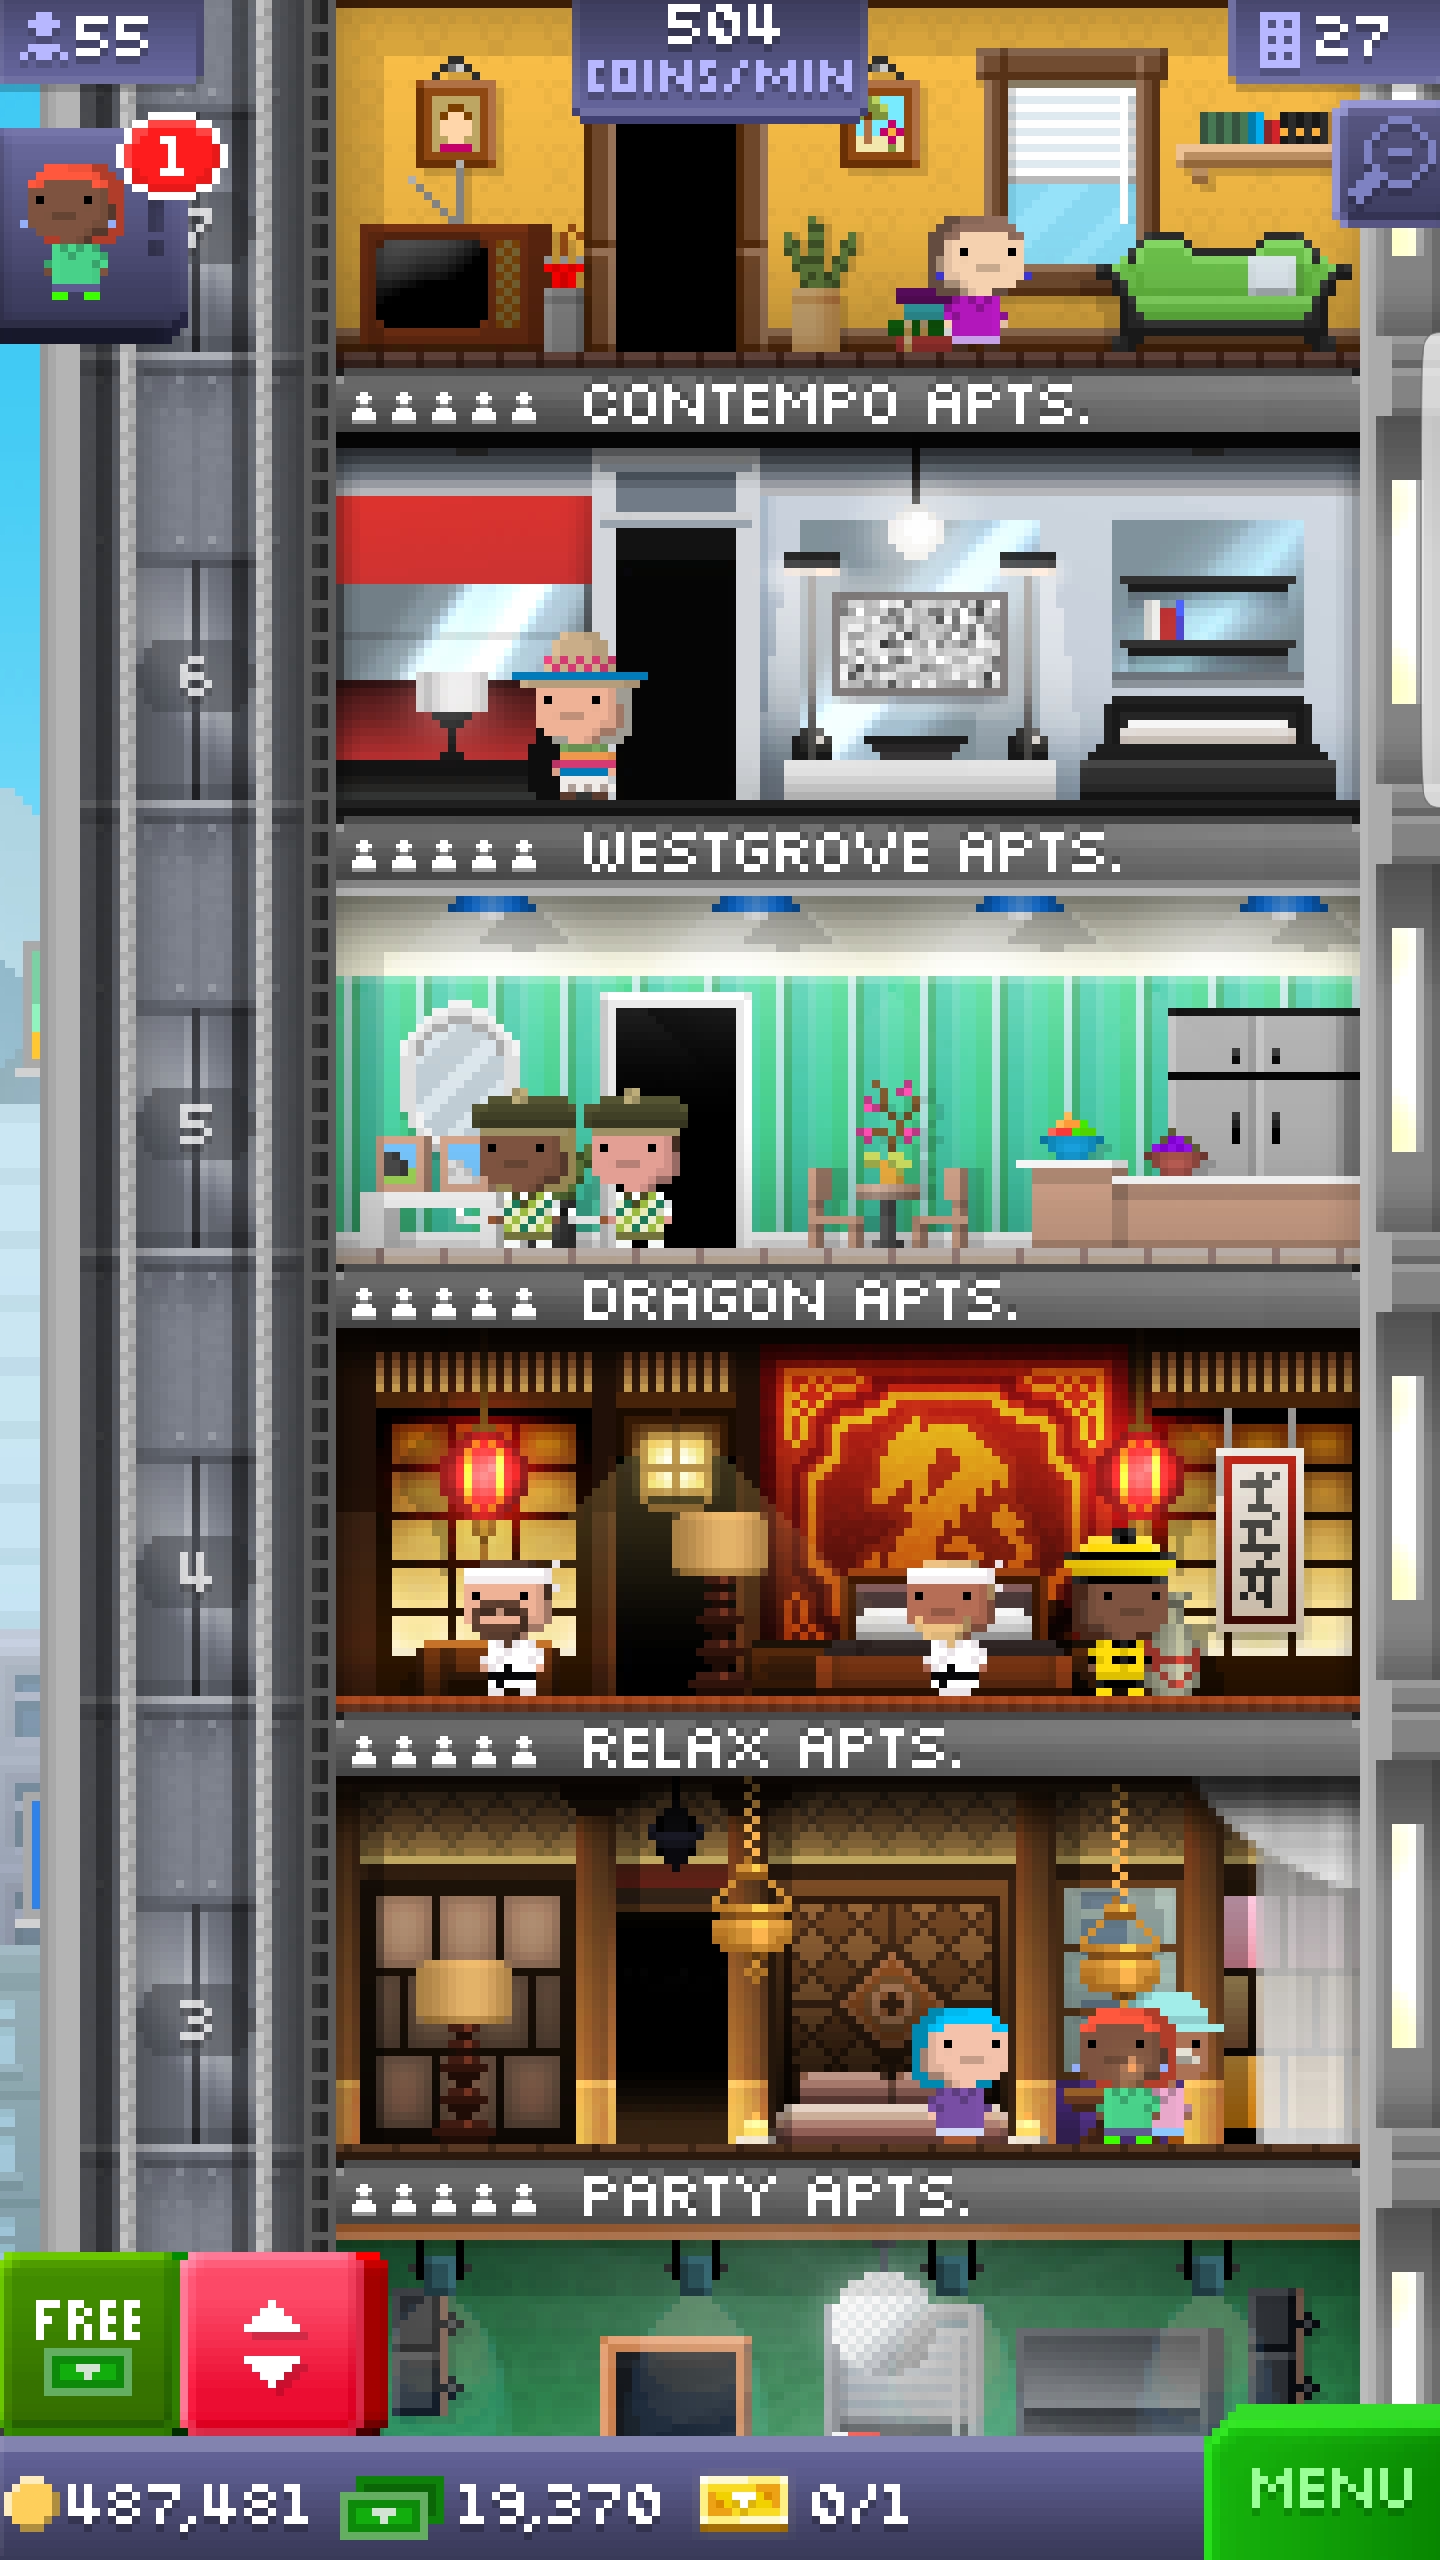 55
504
COINS/MIN
27
1
?
CONTEMPO APTS.
6
WESTGROVE APTS.
5
DRAGON APTS.
4
RELAX APTS.
3
PARTY APTS.
FREE
487,481
19,370
0/1
MENU